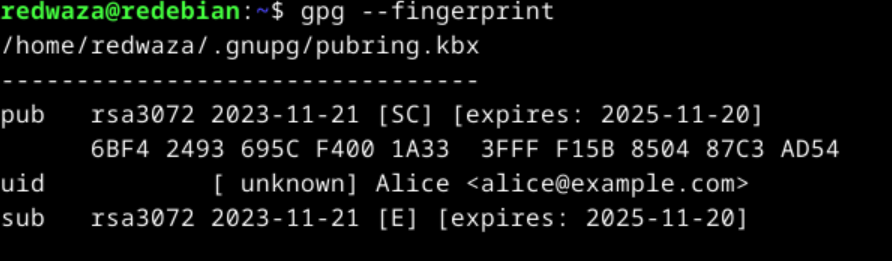 redwaza@redebian:~$ gpg --fingerprint
/home/redwaza/.gnupg/pubring.kbx
--------------------------------
pub   rsa3072 2023-11-21 [SC] [expires: 2025-11-20]
      6BF4 2493 695C F400 1A33  3FFF F15B 8504 87C3 AD54
uid           [ unknown] Alice <alice@example.com>
sub   rsa3072 2023-11-21 [E] [expires: 2025-11-20]